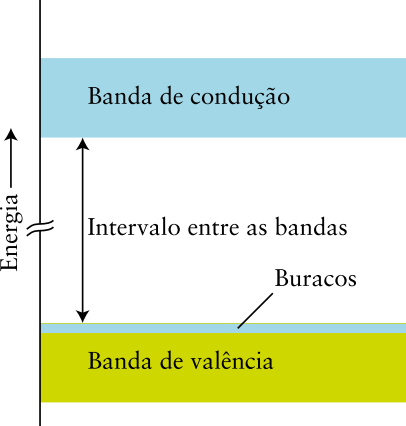 Banda de condução
Energia
Intervalo entre as bandas
Buracos
Banda de valência